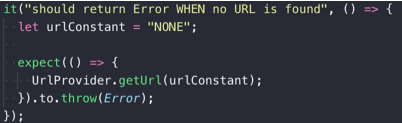 it("should return Error WHEN no URL is found", () => {
  let urlConstant = "NONE";

  expect(() => {
    UrlProvider.getUrl(urlConstant);
  }).to.throw(Error);
});